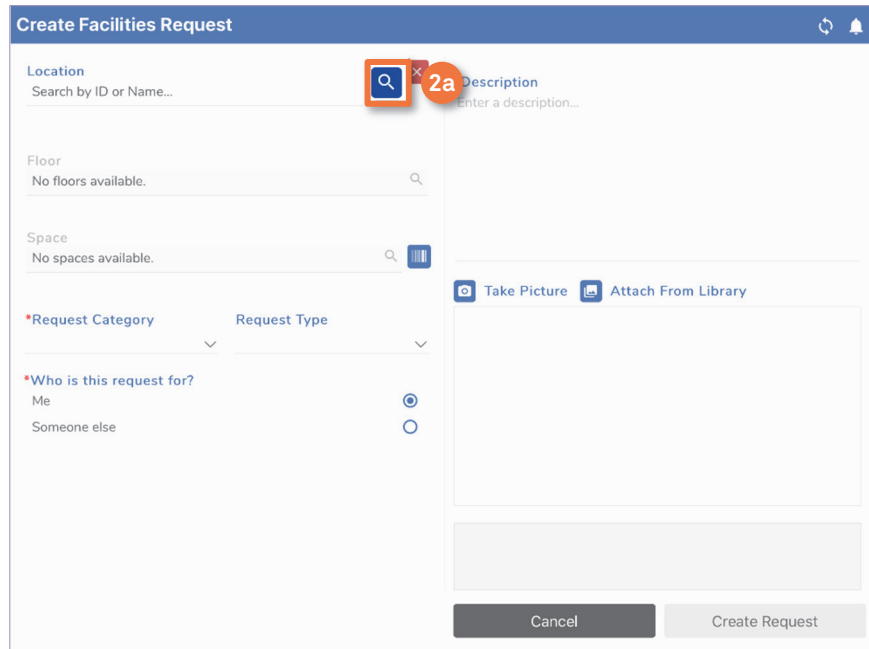 Create Facilities Request
Location
Search by ID or Name...
2a
Description
Enter a description...
Floor
No floors available.
Space
No spaces available.
Take Picture Attach From Library
*Request Category Request Type
*Who is this request for?
Me
Someone else
Cancel Create Request